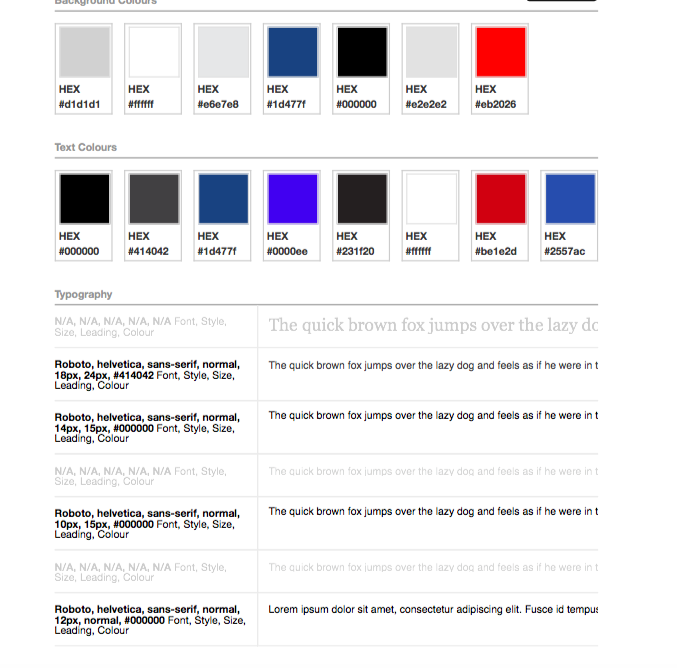 Background Colours
HEX HEX HEX HEX HEX HEX HEX
#d1d1d1 #ffffff #e6e7e8 #1d477f #000000 #e2e2e2 #eb2026
Text Colours
HEX HEX HEX HEX HEX HEX HEX HEX
#000000 #414042 #1d477f #0000ee #231f20 #ffffff #be1e2d #2557ac
Typography
N/A, N/A, N/A, N/A, N/A Font, Style,
Size, Leading, Colour
The quick brown fox jumps over the lazy do
Roboto, helvetica, sans-serif, normal,
18px, 24px, #414042 Font, Style, Size,
Leading, Colour
The quick brown fox jumps over the lazy dog and feels as if he were in t
Roboto, helvetica, sans-serif, normal,
14px, 15px, #000000 Font, Style, Size,
Leading, Colour
The quick brown fox jumps over the lazy dog and feels as if he were in t
N/A, N/A, N/A, N/A, N/A Font, Style,
Size, Leading, Colour
The quick brown fox jumps over the lazy dog and feels as if he were in t
Roboto, helvetica, sans-serif, normal,
10px, 15px, #000000 Font, Style, Size,
Leading, Colour
The quick brown fox jumps over the lazy dog and feels as if he were in t
N/A, N/A, N/A, N/A, N/A Font, Style,
Size, Leading, Colour
The quick brown fox jumps over the lazy dog and feels as if he were in t
Roboto, helvetica, sans-serif, normal,
12px, normal, #000000 Font, Style, Size,
Leading, Colour
Lorem ipsum dolor sit amet, consectetur adipiscing elit. Fusce id tempus